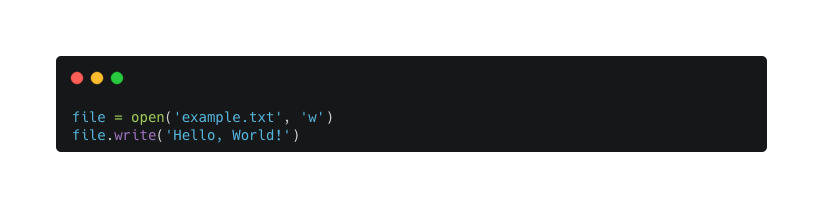 file = open('example.txt', 'w')
file.write('Hello, World!')